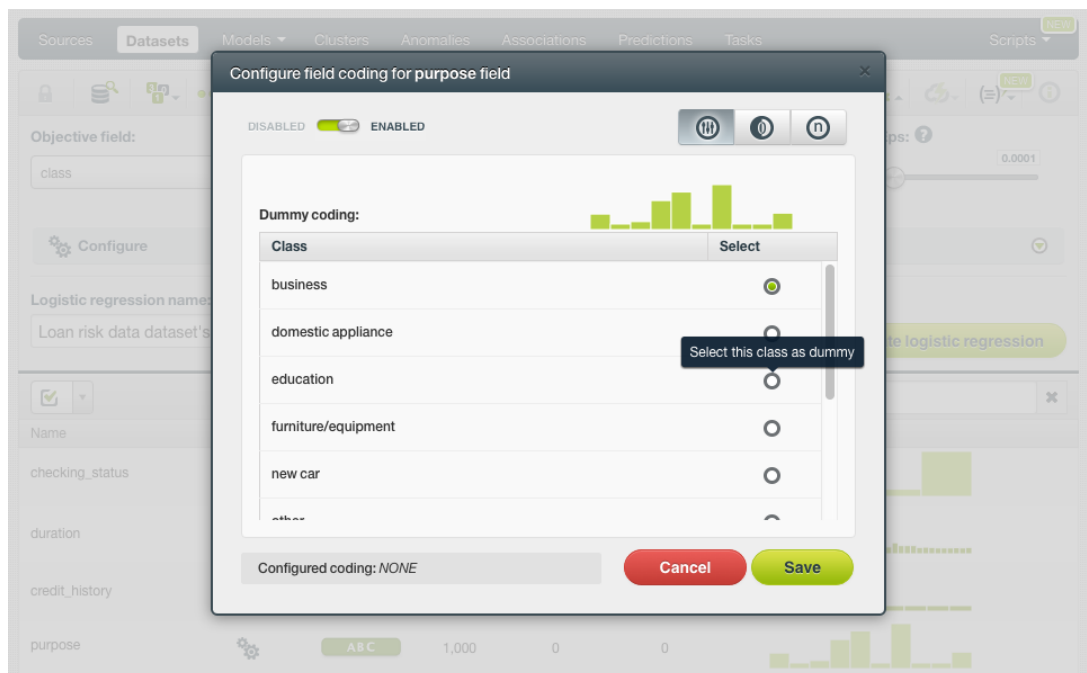 Sources Datasets Models Clusters Anomalies Associations Predictions Tasks Scripts NEW
Configure field coding for purpose field
NEW
DISABLED ENABLED
n
Objective field:
ps:
class
0.0001
Dummy coding:
Configure
Class Select
business
Logistic regression name:
Loan risk data dataset's
domestic appliance
te logistic regression
Select this class as dummy
education
furniture/equipment
Name
new car
checking_status
other
duration
Configured coding: NONE
Cancel Save
credit_history
purpose ABC 1,000 0 0